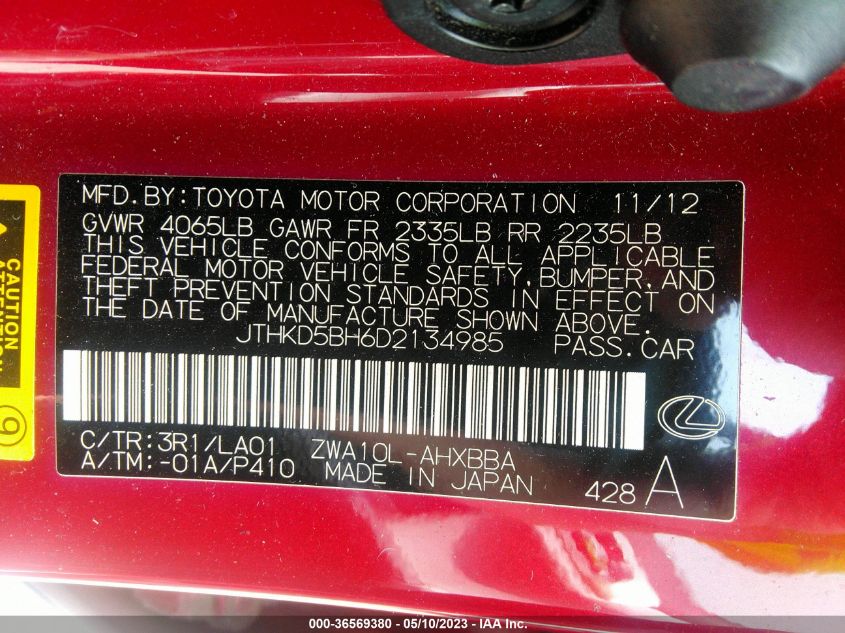 MFD.BY:TOYOTA MOTOR CORPORATION 11/12
GVWR 4065LB GAWR FR 2335LB RR 2235LB
THIS VEHICLE CONFORMS TO ALL APPLICABLE
FEDERAL MOTOR VEHICLE SAFETY,BUMPER,AND
THEFT PREVENTION STANDARDS IN EFFECT ON
THE DATE OF MANUFACTURE SHOWN ABOVE.
JTHKD5BH6D2134985 PASS.CAR
C/TR:3R1/LA01 ZWA10L-AHXBBA
A/TM:-01A/P410 MADE IN JAPAN 428 A
CAUTION
ATTENTION
9
000-36569380 - 05/10/2023 - IAA Inc.